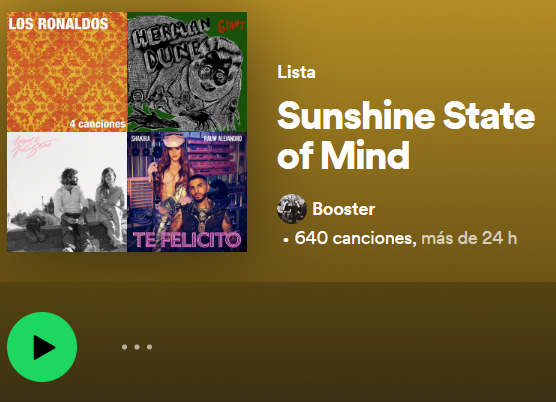 LOS RONALDOS
4 canciones
HERMAN
DUNE
GIANT
SHAKIRA
RAUW ALEJANDRO
TE FELICITO
Lista
Sunshine State
of Mind
Booster
• 640 canciones, más de 24 h